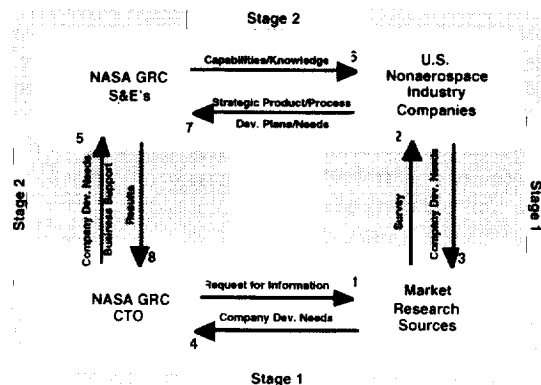 Stage 2
NASA GRC
S&E's
Capabilities/Knowledge
6
U.S.
Nonaerospace
Industry
Companies
Strategic Product/Process
7
Dev. Plans/Needs
Stage 2
5
Company Dev. Needs
Business Support
Results
8
2
Survey
Company Dev. Needs
3
Stage 1
NASA GRC
CTO
Request for Information
1
Company Dev. Needs
4
Market
Research
Sources
Stage 1